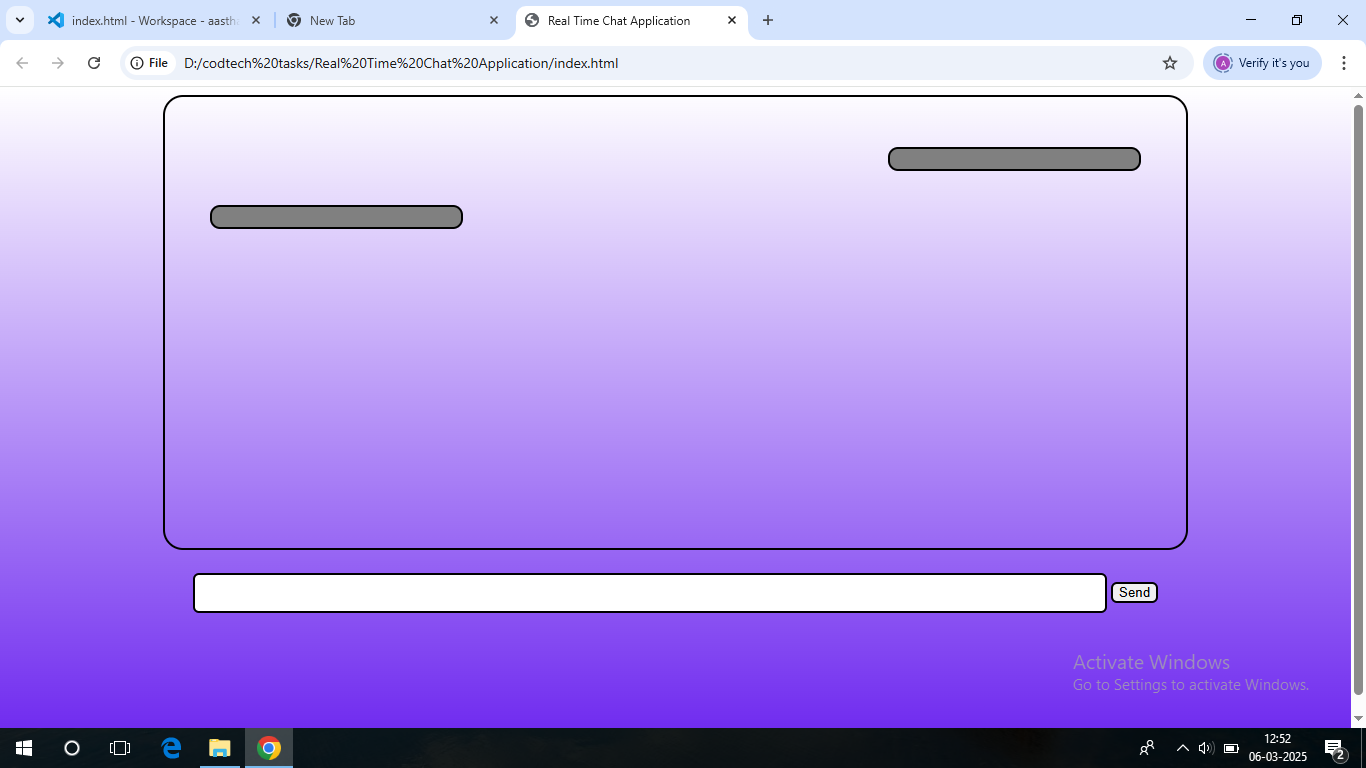 index.html - Workspace - aastha
New Tab
Real Time Chat Application
File
D:/codtech%20tasks/Real%20Time%20Chat%20Application/index.html
A
Verify it's you
Send
Activate Windows
Go to Settings to activate Windows.
12:52
06-03-2025
2